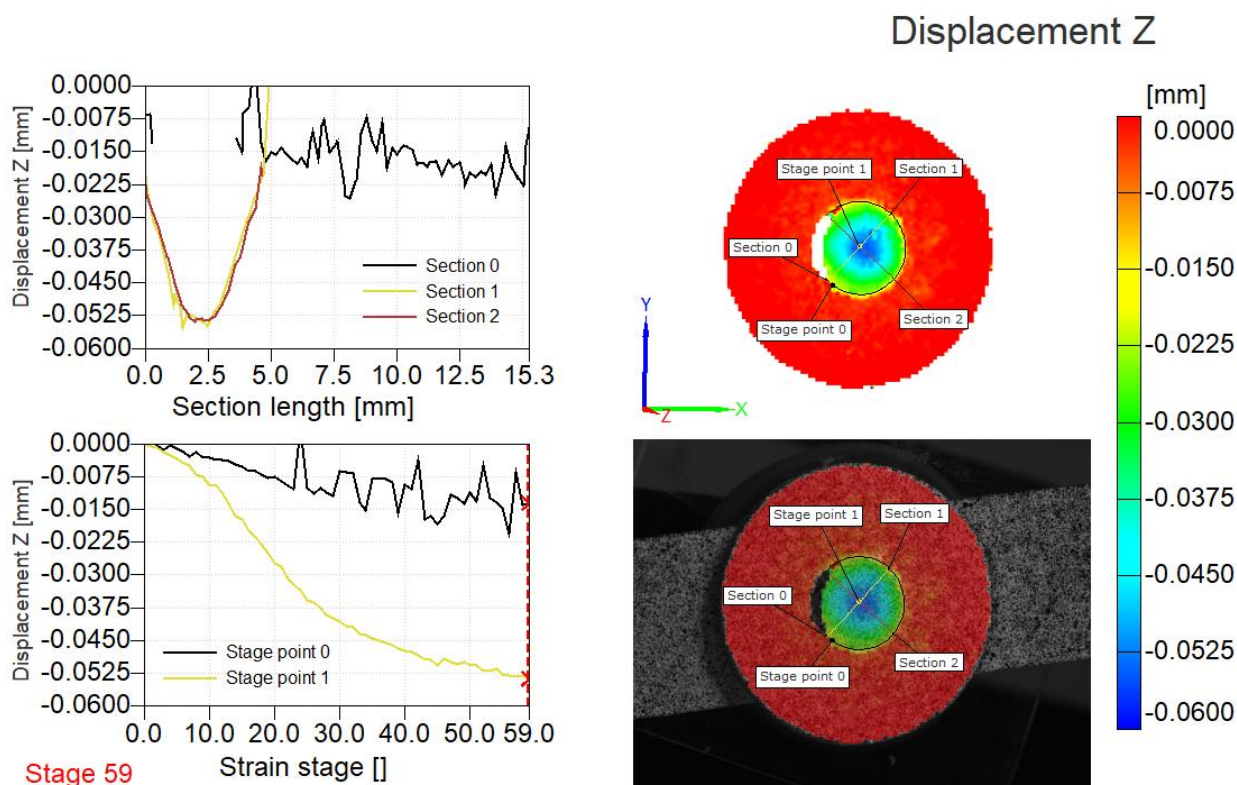 Displacement Z
Displacement Z [mm]
0.0000
-0.0075
-0.0150
-0.0225
-0.0300
-0.0375
-0.0450
-0.0525
-0.0600
Section 0
Section 1
Section 2
0.0 2.5 5.0 7.5 10.0 12.5 15.3
Section length [mm]
Displacement Z [mm]
0.0000
-0.0075
-0.0150
-0.0225
-0.0300
-0.0375
-0.0450
-0.0525
-0.0600
Stage point 0
Stage point 1
0.0 10.0 20.0 30.0 40.0 50.0 59.0
Strain stage []
Stage 59
Stage point 1
Section 1
Section 0
Stage point 0
Section 2
Y
X
Z
Stage point 1
Section 1
Section 0
Stage point 0
Section 2
[mm]
0.0000
-0.0075
-0.0150
-0.0225
-0.0300
-0.0375
-0.0450
-0.0525
-0.0600